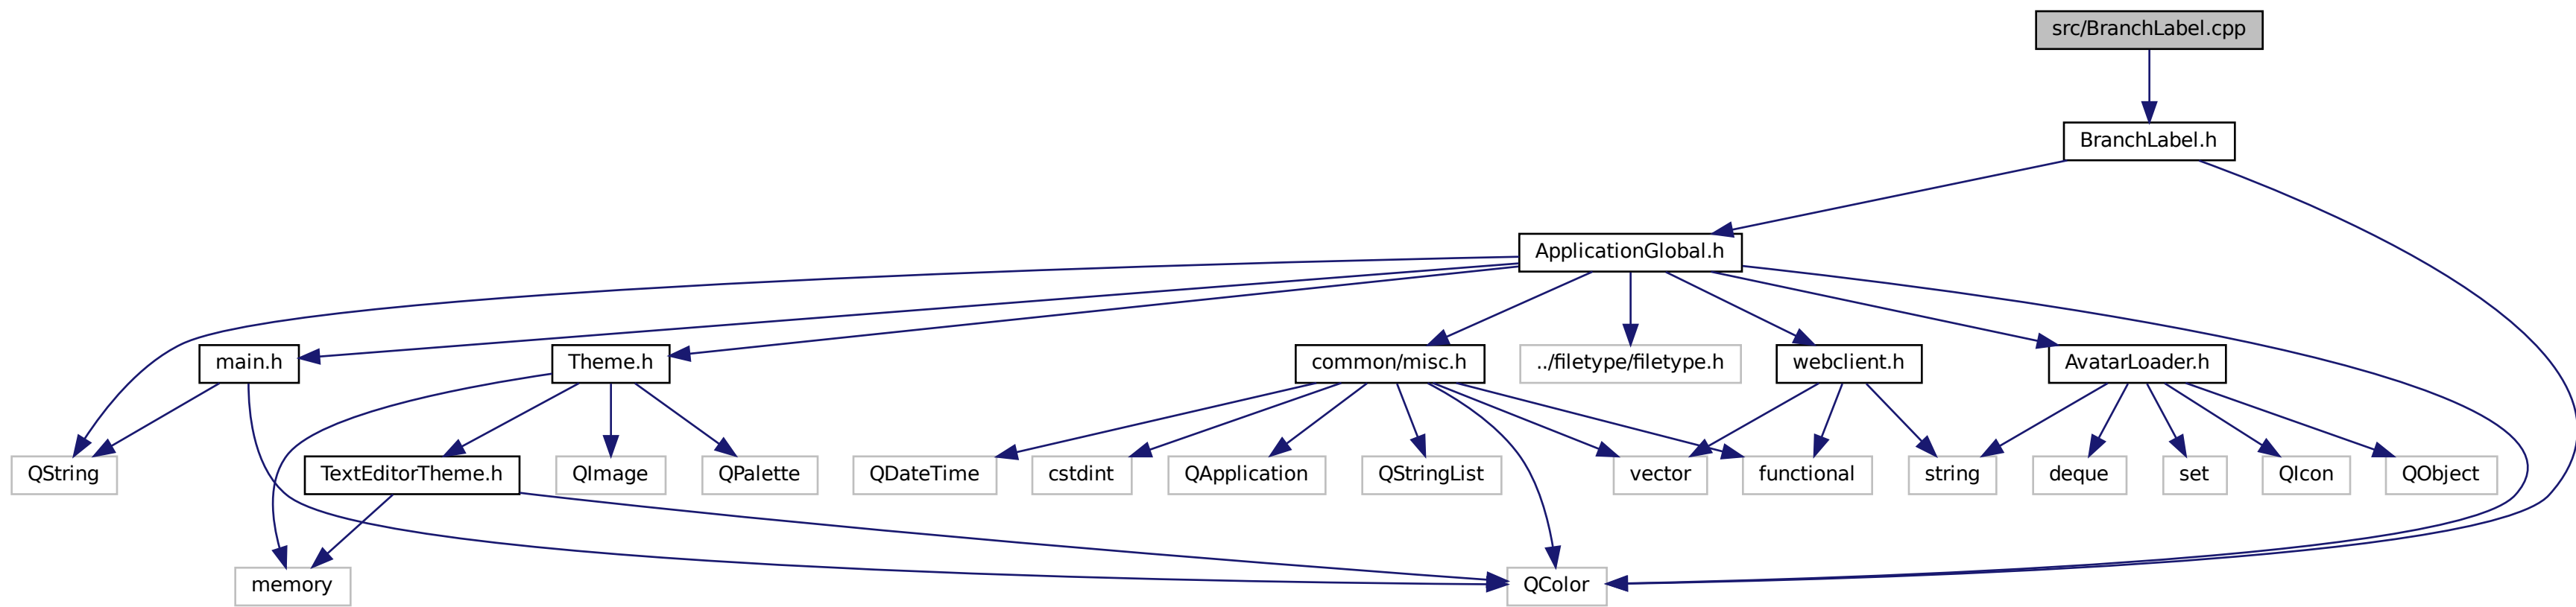 src/BranchLabel.cpp
BranchLabel.h
ApplicationGlobal.h
main.h
Theme.h
common/misc.h
../filetype/filetype.h
webclient.h
AvatarLoader.h
QString
TextEditorTheme.h
QImage
QPalette
QDateTime
cstdint
QApplication
QStringList
vector
functional
string
deque
set
QIcon
QObject
memory
QColor